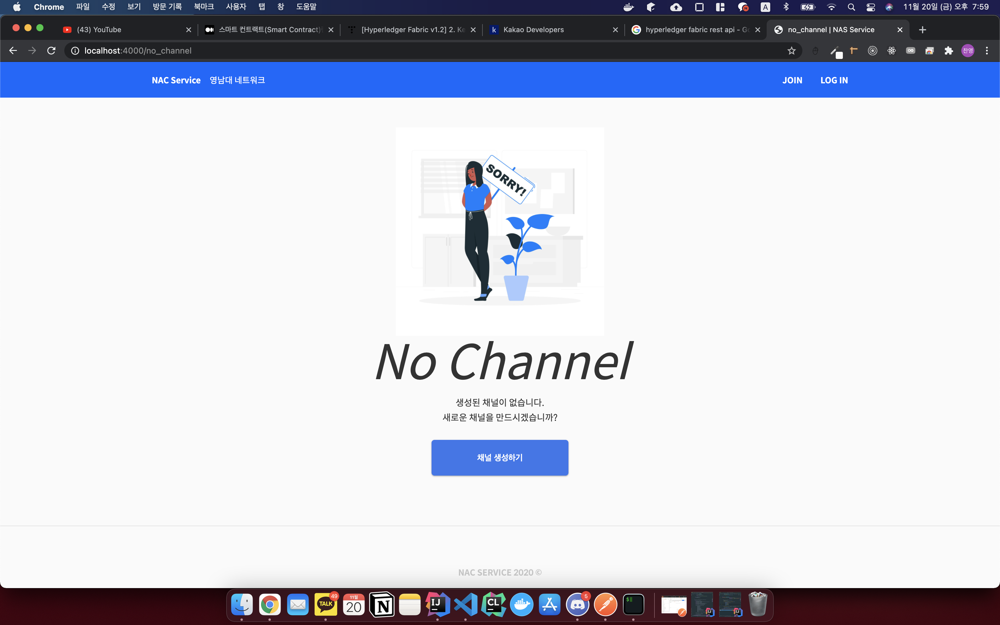 Chrome 파일 수정 보기 방문 기록 북마크 사용자 탭 창 도움말 A 11월 20일 (금) 오후 7:59
(43) YouTube 스마트 컨트랙트(Smart Contract) [Hyperledger Fabric v1.2] 2. Ke Kakao Developers hyperledger fabric rest api - Go no_channel | NAS Service
localhost:4000/no_channel 찬영
NAC Service 영남대 네트워크 JOIN LOG IN
SORRY!
No Channel
생성된 채널이 없습니다.
새로운 채널을 만드시겠습니까?
채널 생성하기
NAC SERVICE 2020 ©
TALK 49 11월 20 N IJ CL 5 $